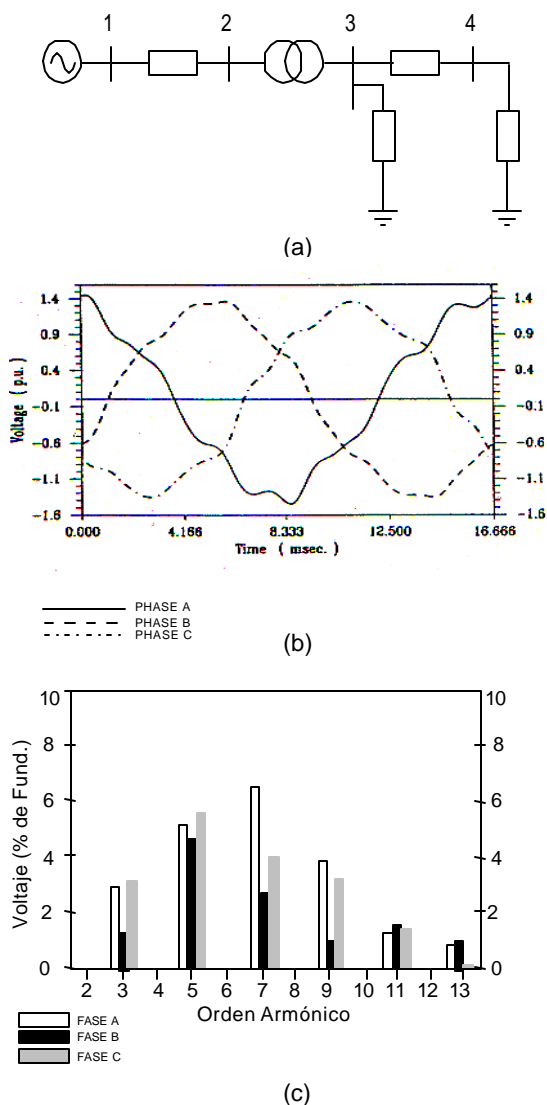 1 2 3 4
(a)
1.4 1.4
0.9 0.9
0.4 0.4
-0.1 -0.1
-0.6 -0.6
-1.1 -1.1
-1.6 -1.6
Voltage ( p.u.)
0.000 4.166 8.333 12.500 16.666
Time ( msec. )
PHASE A
PHASE B
PHASE C
(b)
10 10
8 8
6 6
4 4
2 2
0 0
Voltaje (% de Fund.)
2 3 4 5 6 7 8 9 10 11 12 13
Orden Armónico
FASE A
FASE B
FASE C
(c)